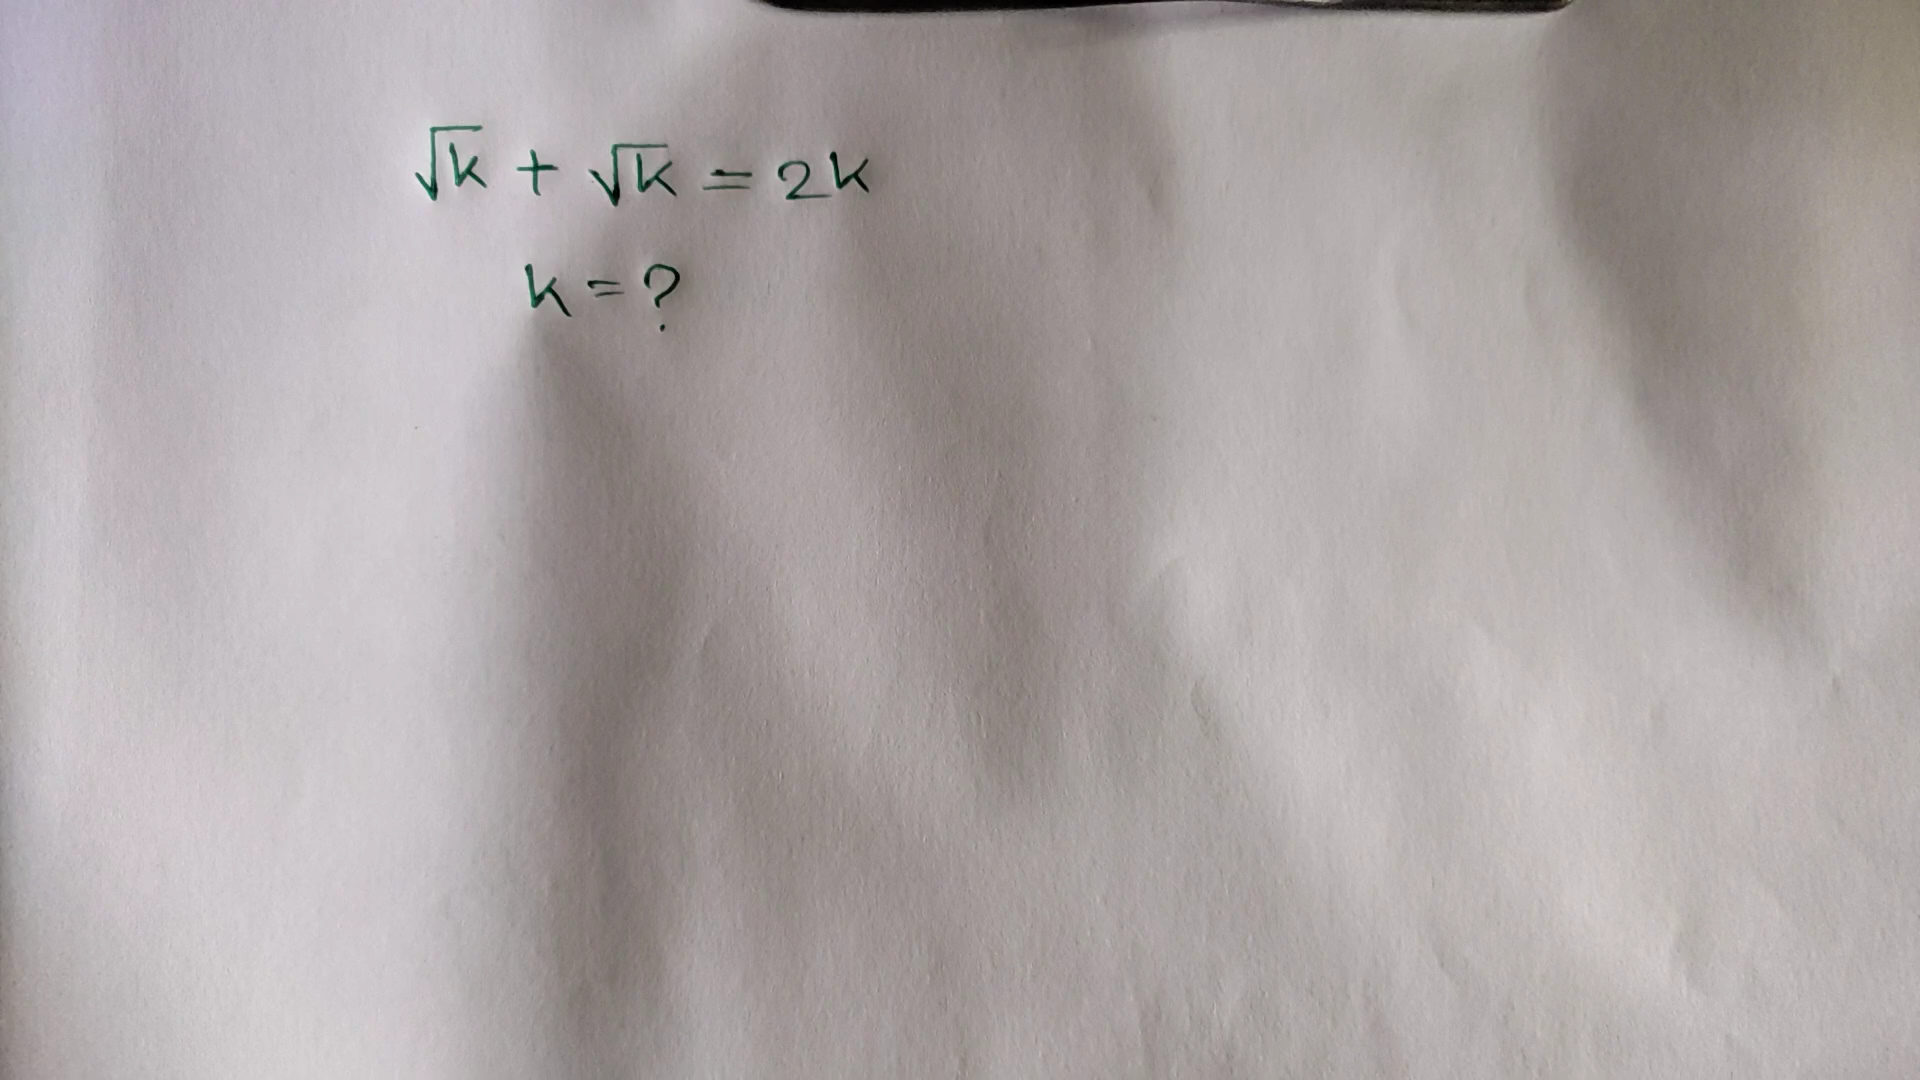 √k + √k = 2k
k = ?